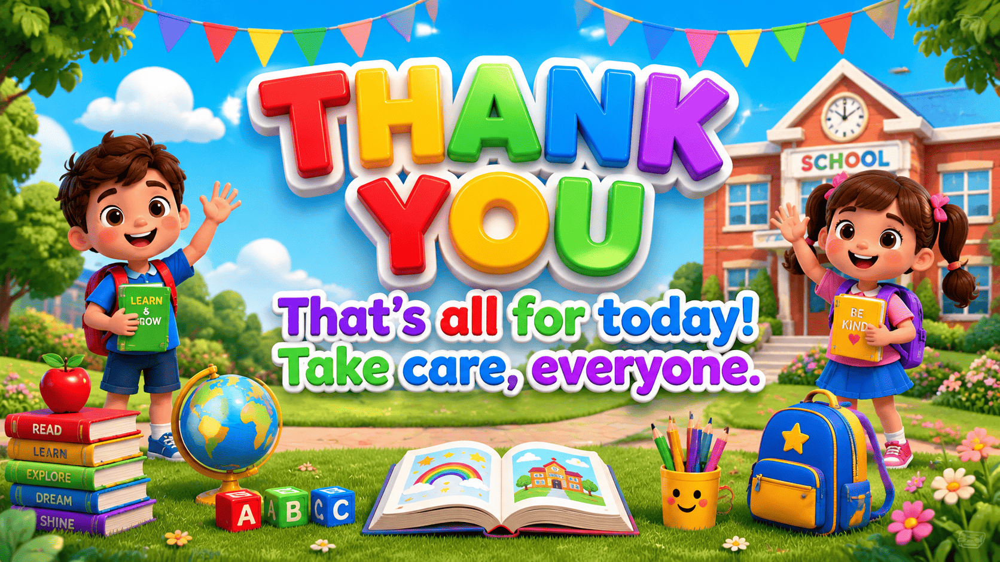 THANK
YOU
That's all for today!
Take care, everyone.
SCHOOL
LEARN
&
GROW
BE
KIND
READ
LEARN
EXPLORE
DREAM
SHINE
A
A B
C C